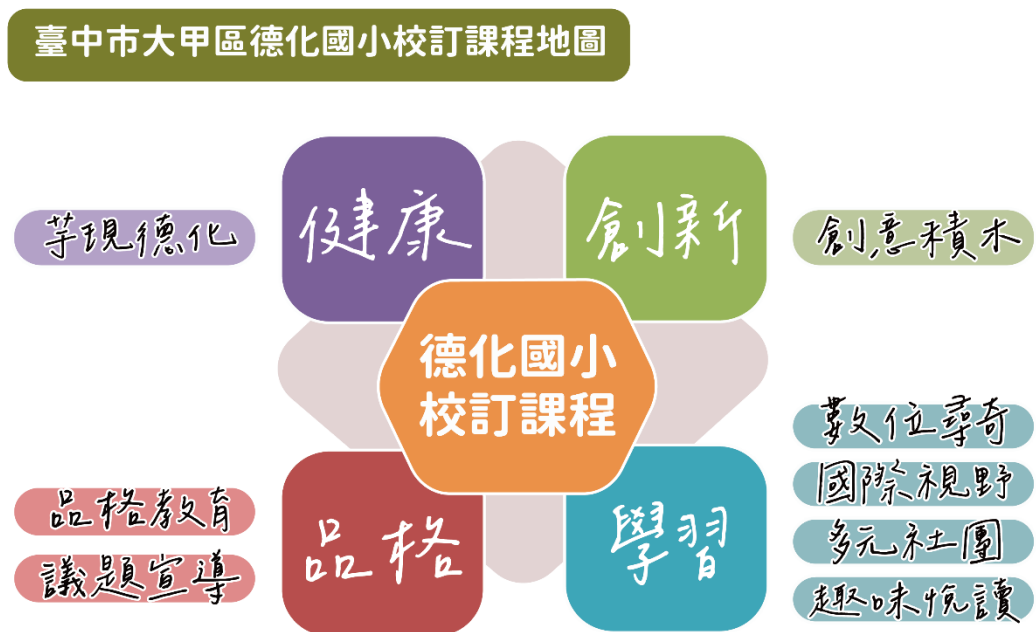 臺中市大甲區德化國小校訂課程地圖
健康
創新
芋現德化
創意積木
德化國小
校訂課程
數位尋奇
國際視野
品格教育
品格
學習
多元社團
議題宣導
趣味悅讀